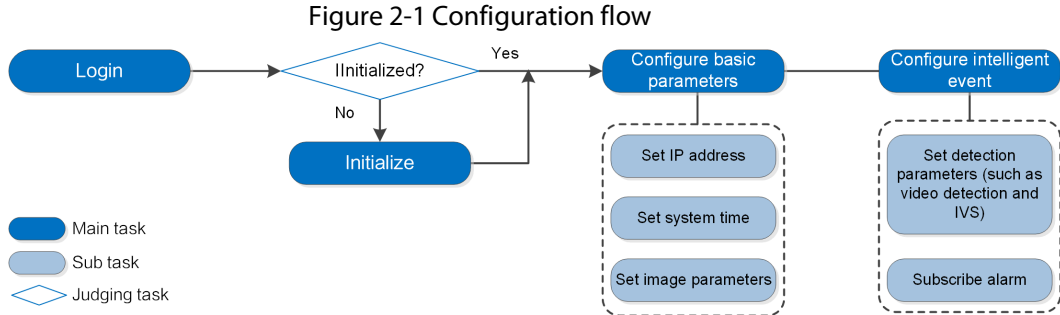 Figure 2-1 Configuration flow
Login
IInitialized?
Yes
No
Initialize
Configure basic
parameters
Set IP address
Set system time
Set image parameters
Configure intelligent
event
Set detection
parameters (such as
video detection and
IVS)
Subscribe alarm
Main task
Sub task
Judging task